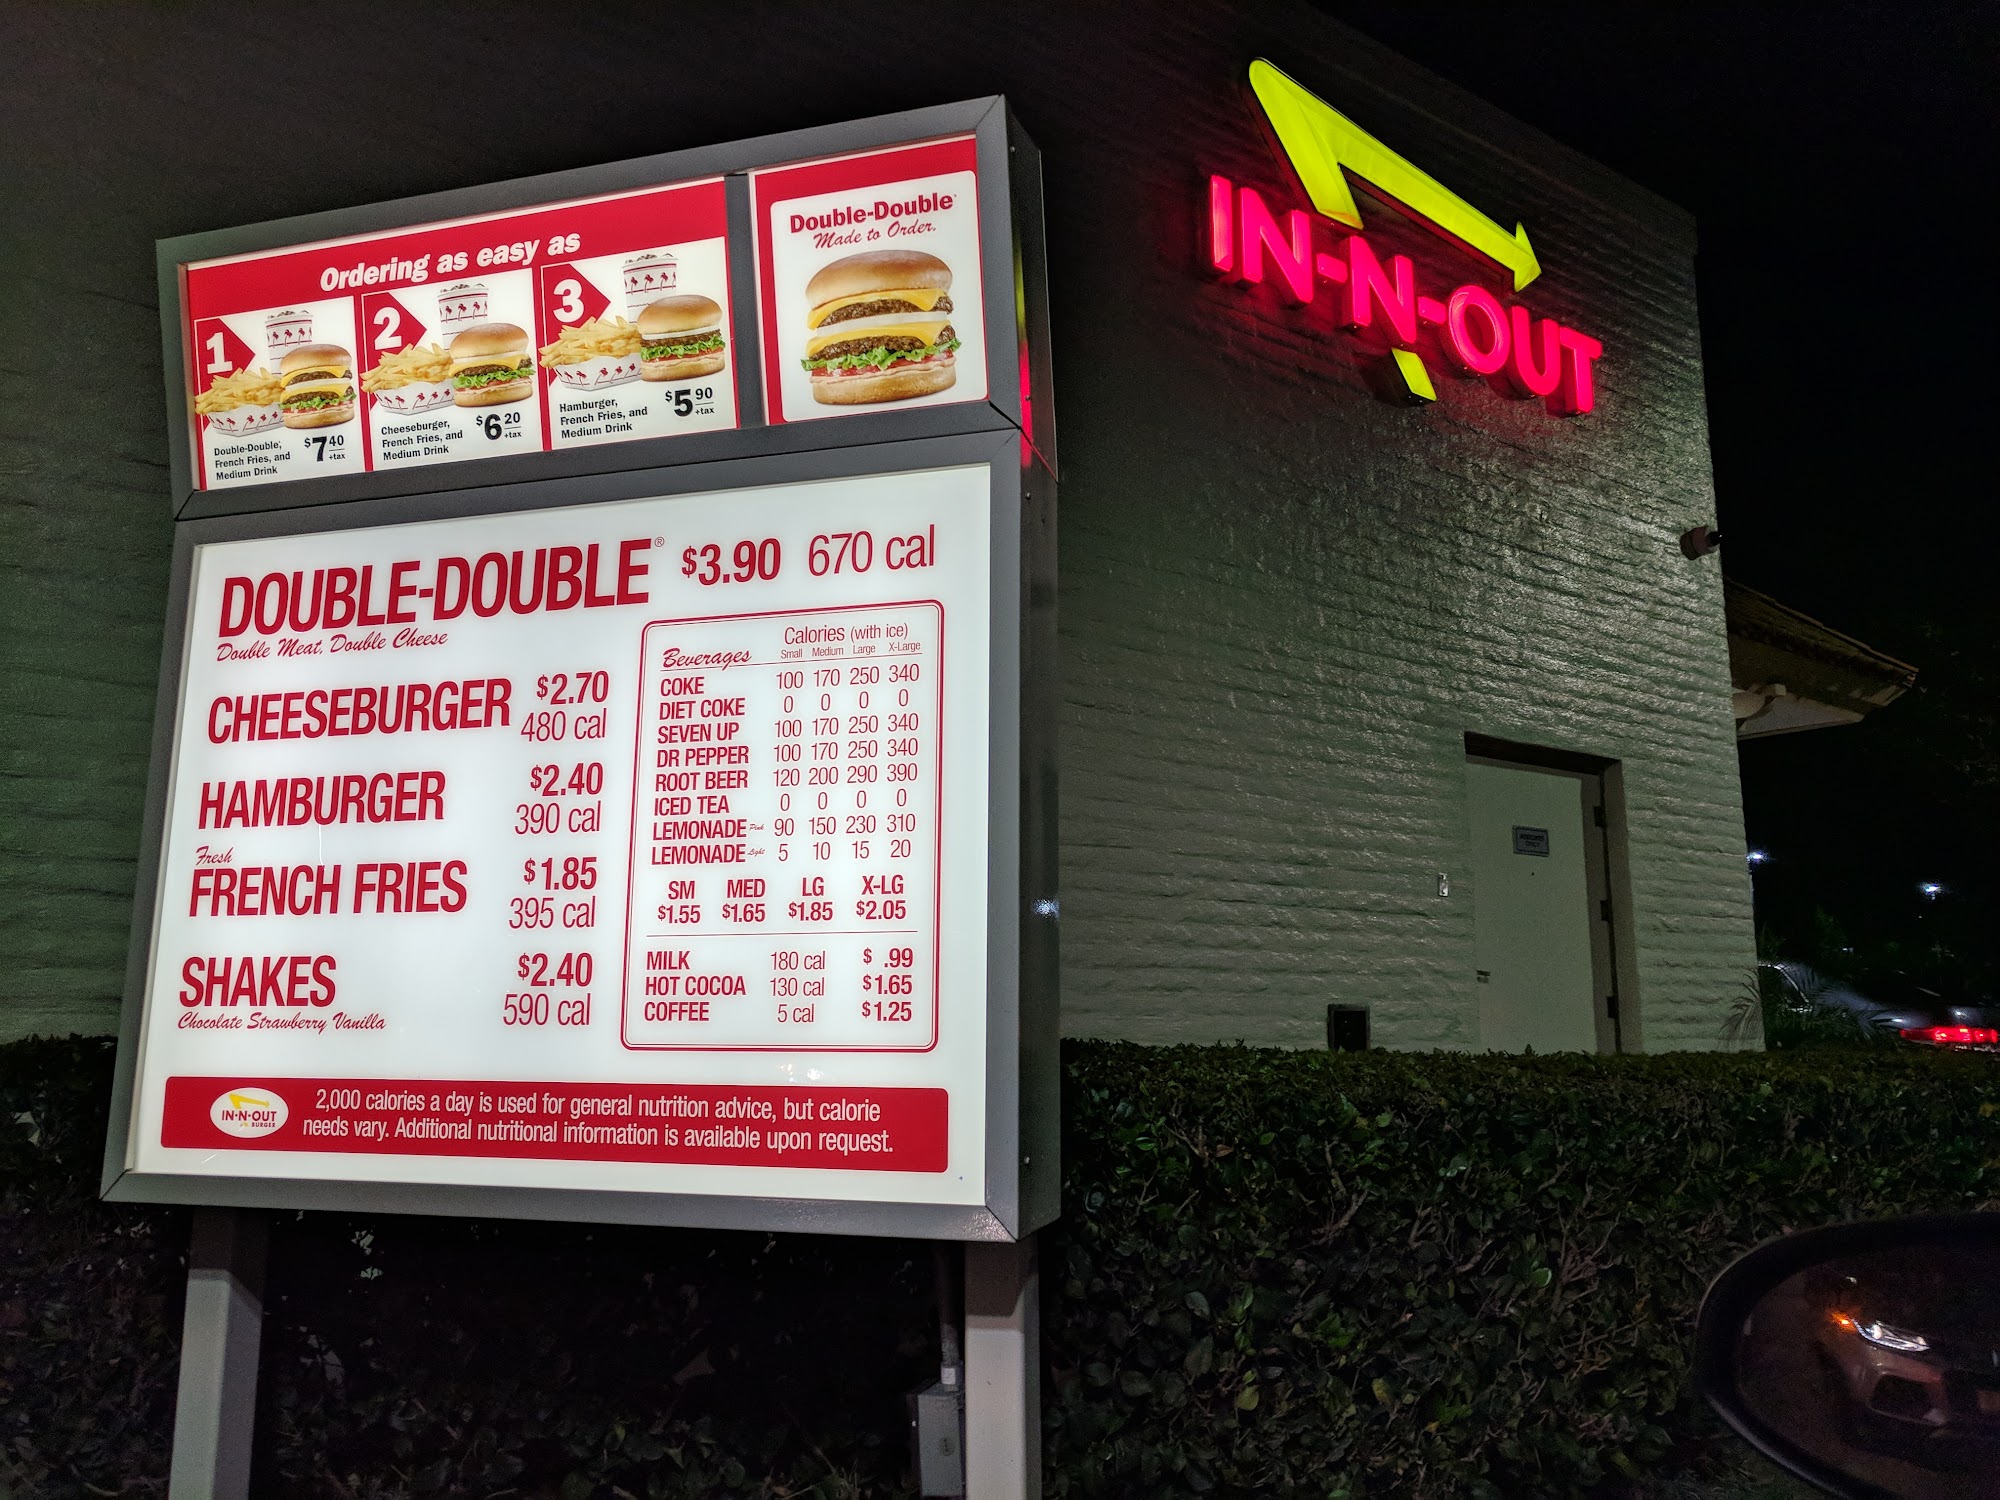 Ordering as easy as
1
Double-Double,
French Fries, and
Medium Drink
$7 40
+tax
2
Cheeseburger,
French Fries, and
Medium Drink
$6 20
+tax
3
Hamburger,
French Fries, and
Medium Drink
$5 90
+tax
Double-Double
Made to Order.
DOUBLE-DOUBLE® $3.90 670 cal
Double Meat, Double Cheese
CHEESEBURGER $2.70
480 cal
HAMBURGER $2.40
390 cal
Fresh
FRENCH FRIES $1.85
395 cal
SHAKES $2.40
590 cal
Chocolate Strawberry Vanilla
Beverages Calories (with ice)
Small Medium Large X-Large
COKE 100 170 250 340
DIET COKE 0 0 0 0
SEVEN UP 100 170 250 340
DR PEPPER 100 170 250 340
ROOT BEER 120 200 290 390
ICED TEA 0 0 0 0
LEMONADE Pink 90 150 230 310
LEMONADE Light 5 10 15 20
SM MED LG X-LG
$1.55 $1.65 $1.85 $2.05
MILK 180 cal $ .99
HOT COCOA 130 cal $1.65
COFFEE 5 cal $1.25
IN-N-OUT
BURGER
2,000 calories a day is used for general nutrition advice, but calorie
needs vary. Additional nutritional information is available upon request.
IN-N-OUT
ASSOCIATES
ONLY